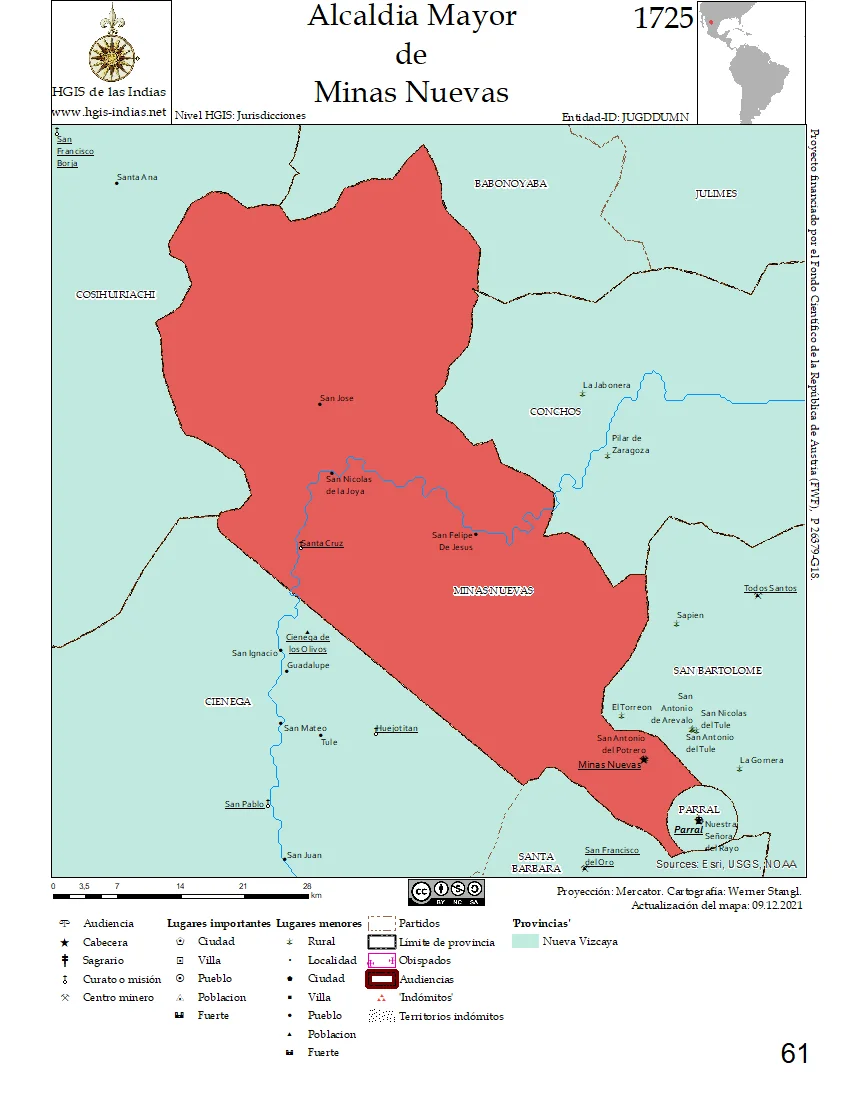 Alcaldia Mayor
de
Minas Nuevas
1725
HGIS de las Indias
www.hgis-indias.net
Nivel HGIS: Jurisdicciones
Entidad-ID: JUGDDUMN
San
Francisco
Borja
Santa Ana
BABONOYABA
JULIMES
COSIHUIRIACHI
San Jose
La Jabonera
CONCHOS
Pilar de
Zaragoza
San Nicolas
de la Joya
San Felipe
De Jesus
Santa Cruz
MINAS NUEVAS
Todos Santos
Sapien
Cienega de
los Olivos
San Ignacio
Guadalupe
SAN BARTOLOME
CIENEGA
San
Antonio
de Arevalo
El Torreon
San Nicolas
del Tule
San Mateo
Tule
Huejotitan
San Antonio
del Potrero
San Antonio
del Tule
Minas Nuevas
La Gomera
San Pablo
PARRAL
Parral
Nuestra
Señora
del Rayo
San Juan
SANTA
BARBARA
San Francisco
del Oro
Sources: Esri, USGS, NOAA
Proyecto financiado por el Fondo Científico de la República de Austria (FWF), P 26379-G18.
0 3,5 7 14 21 28
km
CC BY NC SA
Proyección: Mercator. Cartografía: Werner Stangl.
Actualización del mapa: 09.12.2021
Audiencia
Cabecera
Sagrario
Curato o misión
Centro minero
Lugares importantes
Ciudad
Villa
Pueblo
Poblacion
Fuerte
Lugares menores
Rural
Localidad
Ciudad
Villa
Pueblo
Poblacion
Fuerte
Partidos
Límite de provincia
Obispados
Audiencias
'Indómitos'
Territorios indómitos
'Provincias'
Nueva Vizcaya
61